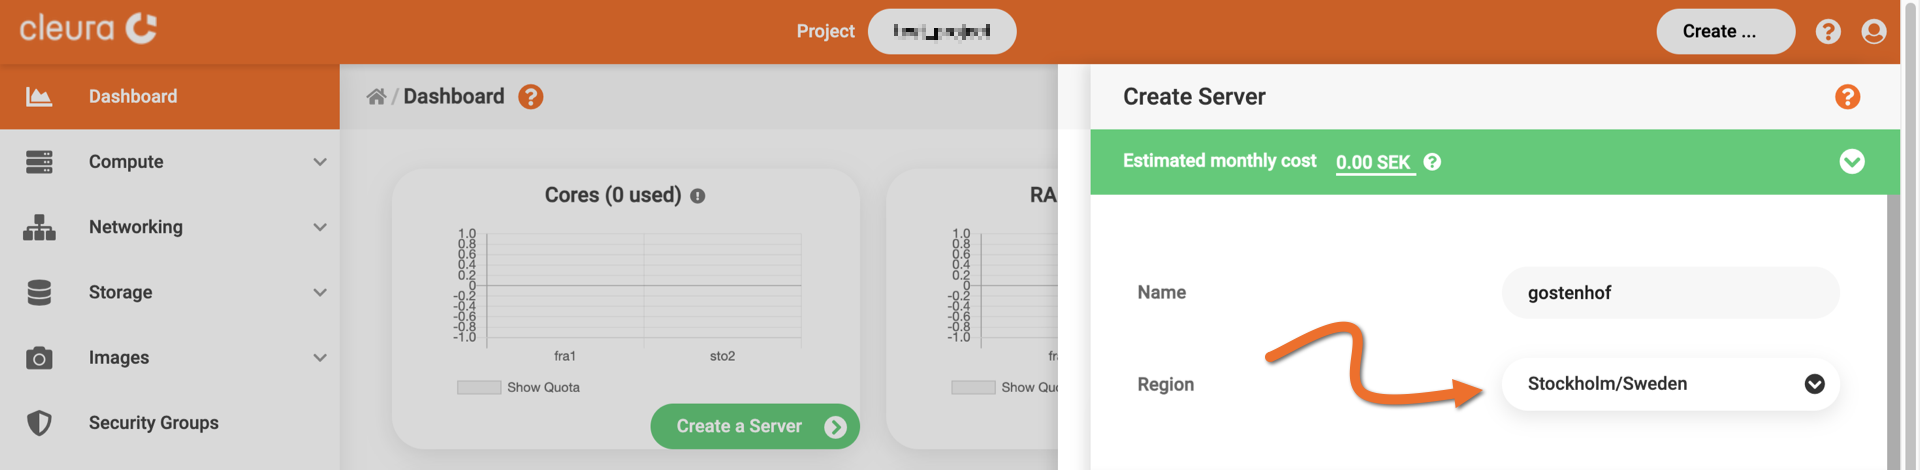 cleura
Project
Create ...
Dashboard
Compute
Networking
Storage
Images
Security Groups
/ Dashboard
Cores (0 used)
1.0
0.8
0.6
0.4
0.2
0
-0.2
-0.4
-0.6
-0.8
-1.0
fra1 sto2
Show Quota
Create a Server
RA
1.0
0.8
0.6
0.4
0.2
0
-0.2
-0.4
-0.6
-0.8
-1.0
fr
Show Qu
Create Server
Estimated monthly cost 0.00 SEK
Name gostenhof
Region Stockholm/Sweden